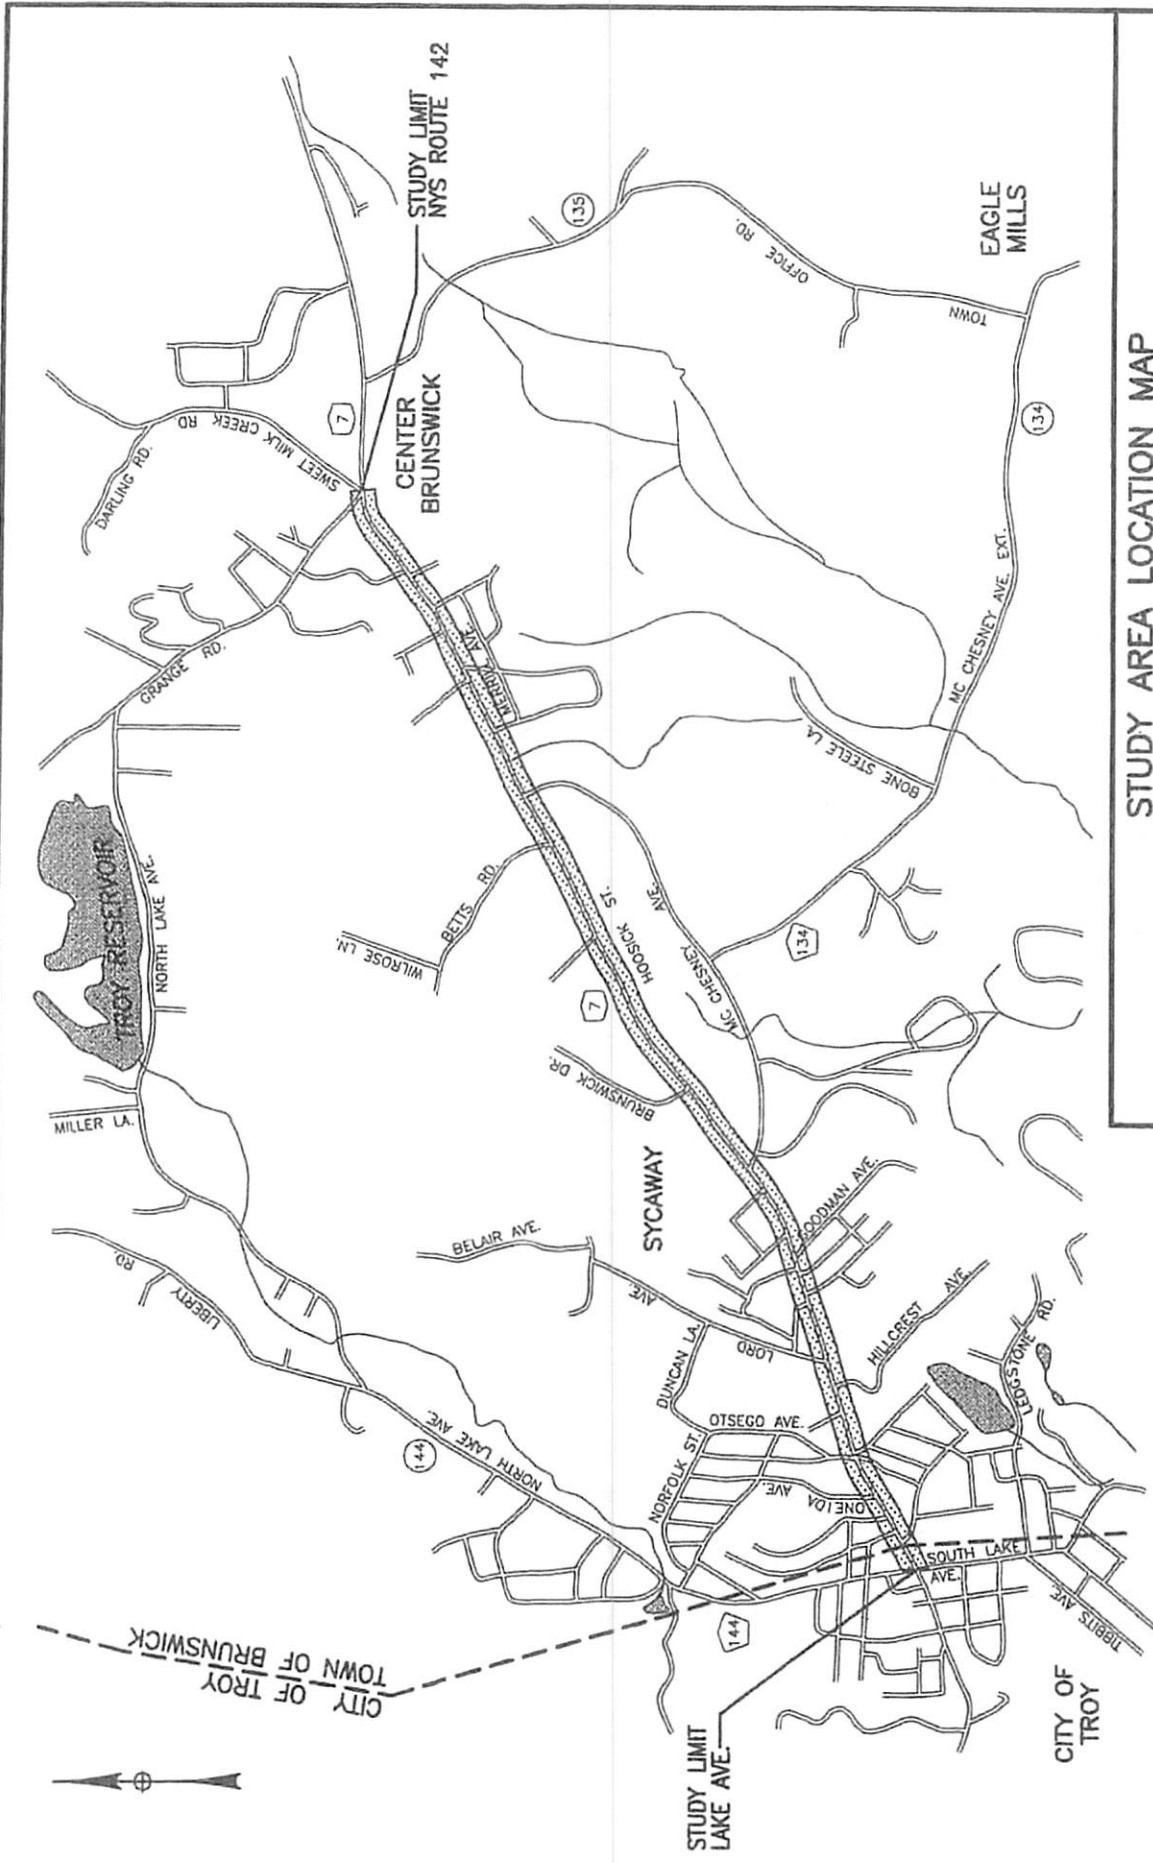 STUDY AREA LOCATION MAP
CITY OF TROY
TOWN OF BRUNSWICK
STUDY LIMIT
LAKE AVE.
CITY OF
TROY
144
SOUTH LAKE
AVE.
TIBBITS AVE.
NORFOLK ST.
ONEIDA
AVE.
OTSEGO AVE.
DUNCAN LA.
LORD
AVE.
BELAIR AVE.
HILLCREST AVE.
LEDGSTONE RD.
GOODMAN AVE.
NORTH LAKE AVE.
144
LIBERTY
RD
MILLER LA.
TROY RESERVOIR
NORTH LAKE AVE.
SYCAWAY
BRUNSWICK DR.
7
HOOSICK ST.
MC CHESNEY AVE.
134
WILROSE LN.
BETTS RD.
BONE STEELE LA.
MC CHESNEY AVE. EXT.
134
MERRILL AVE.
GRANGE RD.
DARLING RD.
SWEET MILK CREEK RD
7
CENTER
BRUNSWICK
STUDY LIMIT
NYS ROUTE 142
135
TOWN OFFICE RD.
EAGLE
MILLS